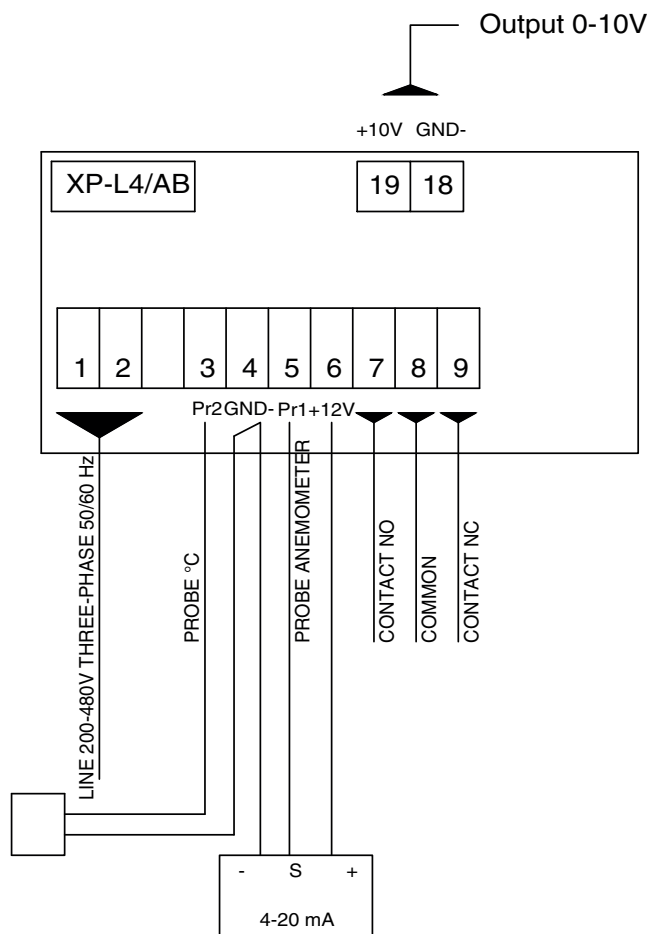 Output 0-10V
+10V GND-
XP-L4/AB
19 18
1 2 3 4 5 6 7 8 9
Pr2 GND- Pr1 +12V
LINE 200-480V THREE-PHASE 50/60 Hz
PROBE °C
PROBE ANEMOMETER
CONTACT NO
COMMON
CONTACT NC
- S +
4-20 mA